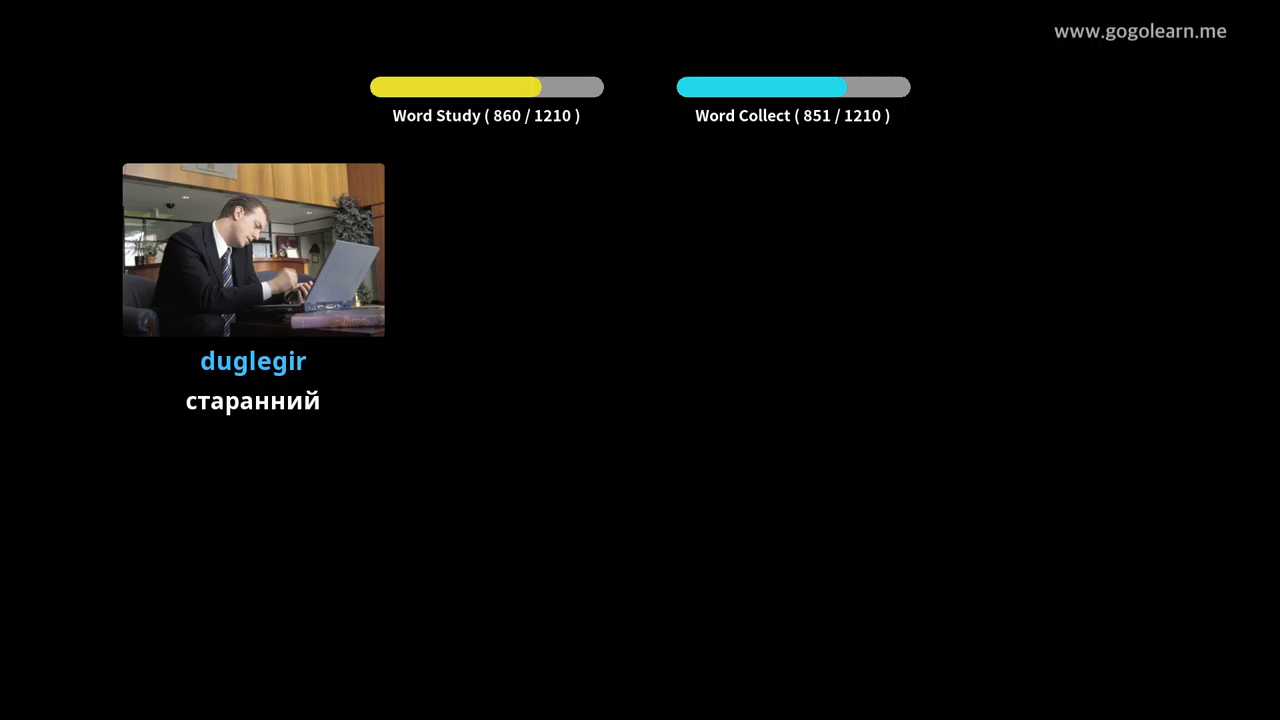 www.gogolearn.me
Word Study ( 860 / 1210 )
Word Collect ( 851 / 1210 )
duglegir
старанний